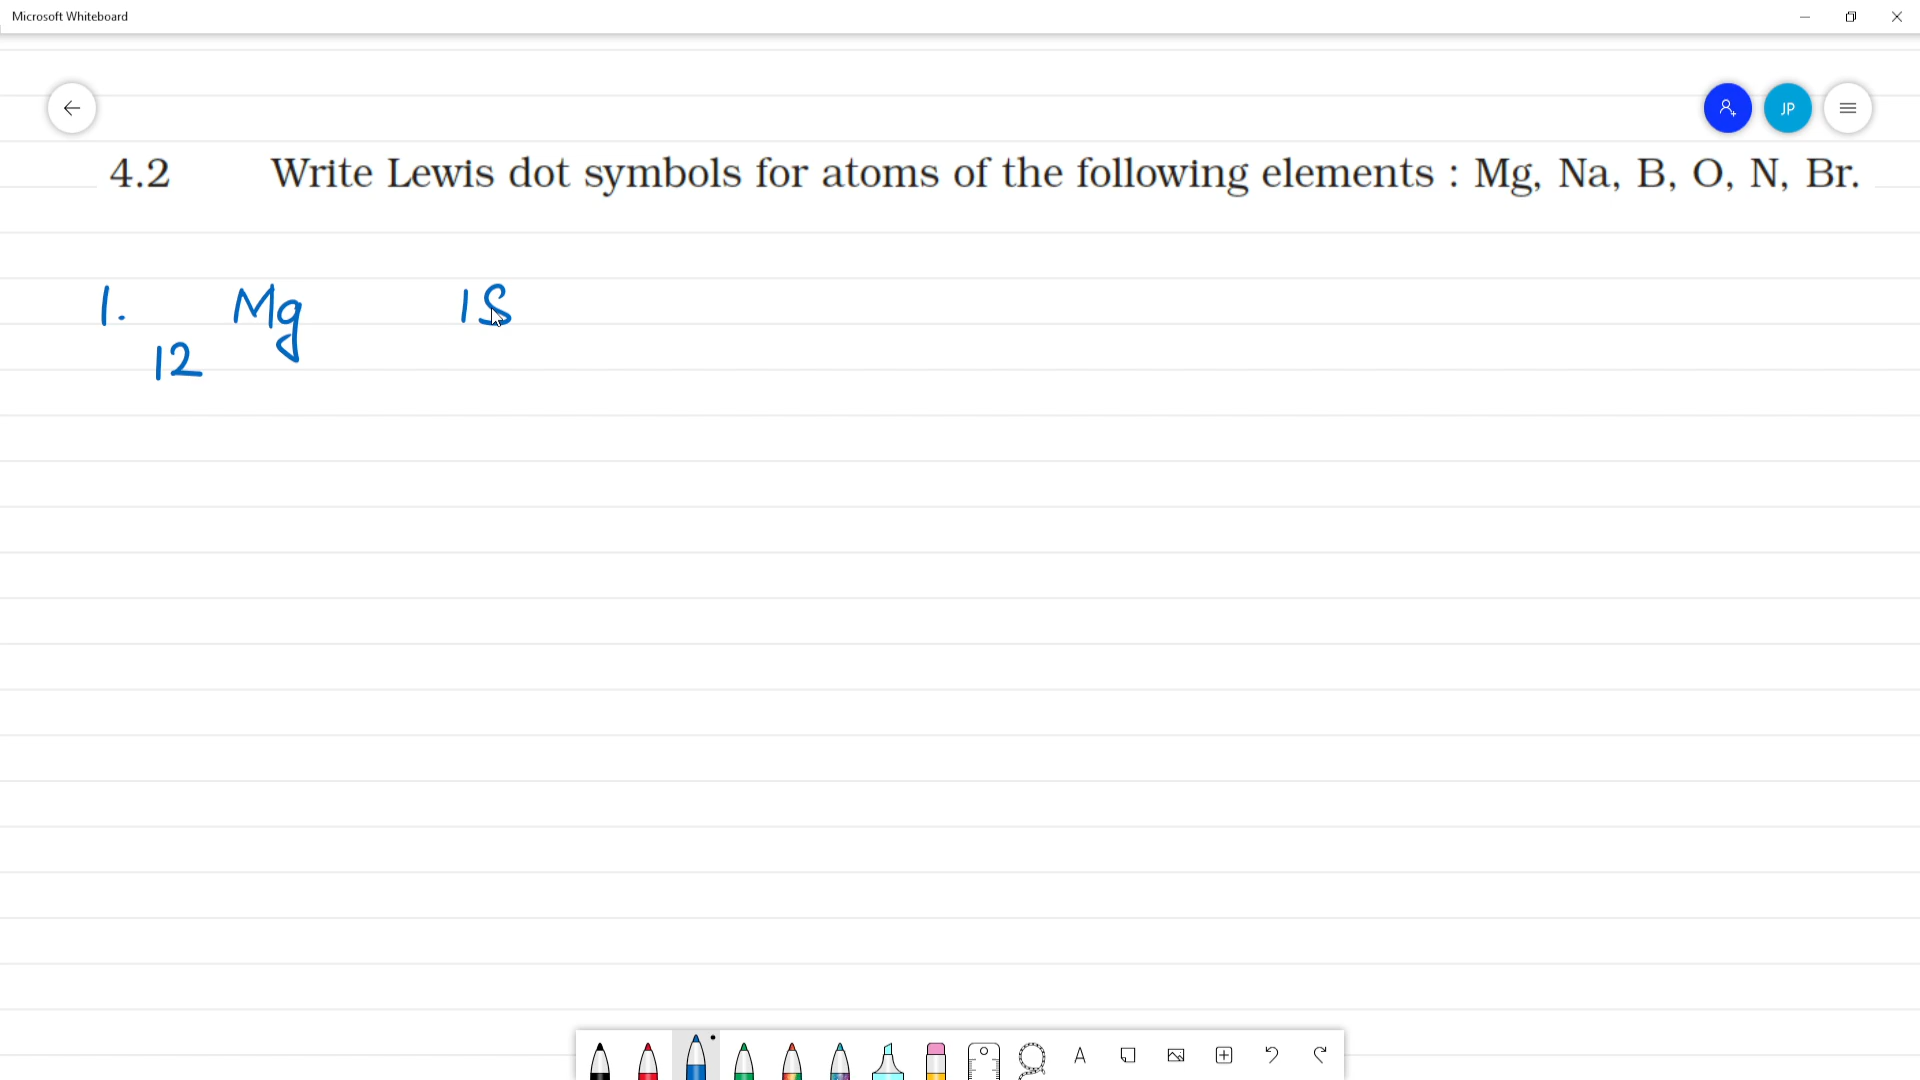 Microsoft Whiteboard
JP
4.2 Write Lewis dot symbols for atoms of the following elements : Mg, Na, B, O, N, Br.
1. Mg 1S
12
A